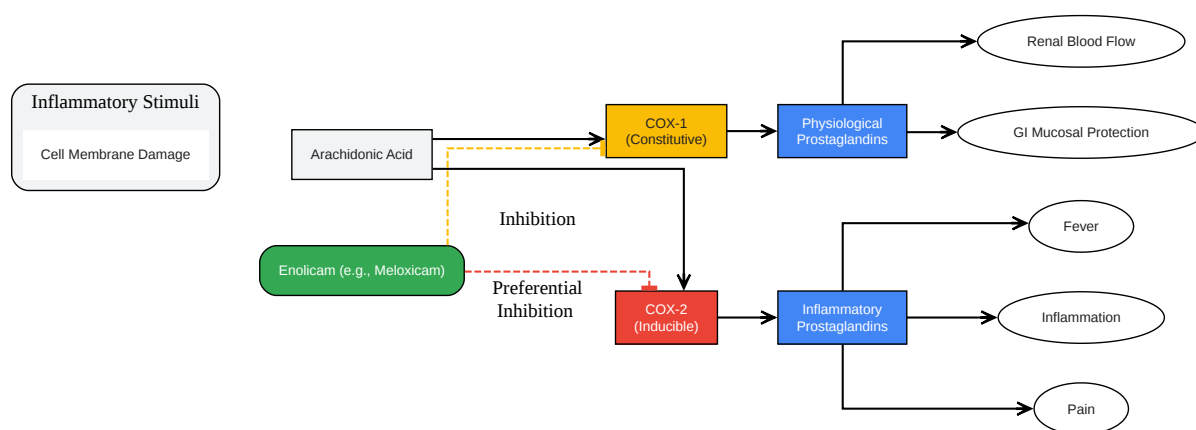 Inflammatory Stimuli
Cell Membrane Damage
Arachidonic Acid
Enolicam (e.g., Meloxicam)
Inhibition
Preferential
Inhibition
COX-1
(Constitutive)
COX-2
(Inducible)
Physiological
Prostaglandins
Inflammatory
Prostaglandins
Renal Blood Flow
GI Mucosal Protection
Fever
Inflammation
Pain